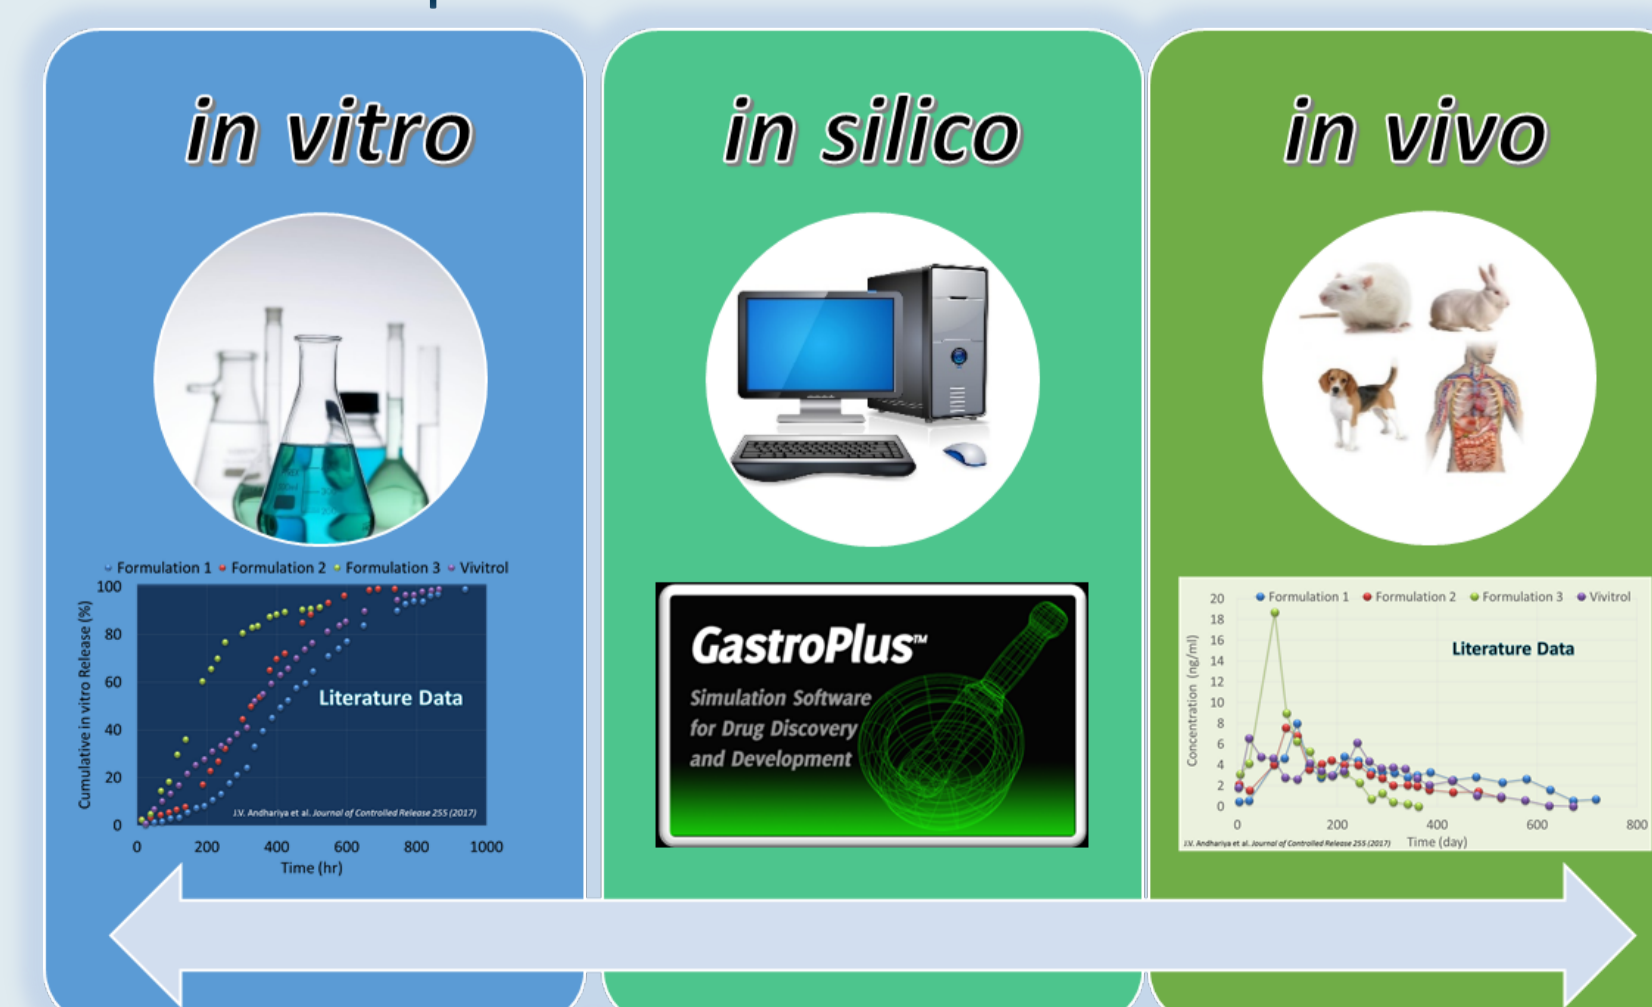 in vitro
in silico
in vivo
Formulation 1 Formulation 2 Formulation 3 Vivitrol
Cumulative in vitro Release (%)
100
80
60
40
20
0
Literature Data
J.V. Andhariya et al. Journal of Controlled Release 255 (2017)
0 200 400 600 800 1000
Time (hr)
GastroPlus™
Simulation Software
for Drug Discovery
and Development
Formulation 1 Formulation 2 Formulation 3 Vivitrol
Concentration (ng/ml)
20
18
16
14
12
10
8
6
4
2
0
Literature Data
0 200 400 600 800
J.V. Andhariya et al. Journal of Controlled Release 255 (2017)
Time (day)